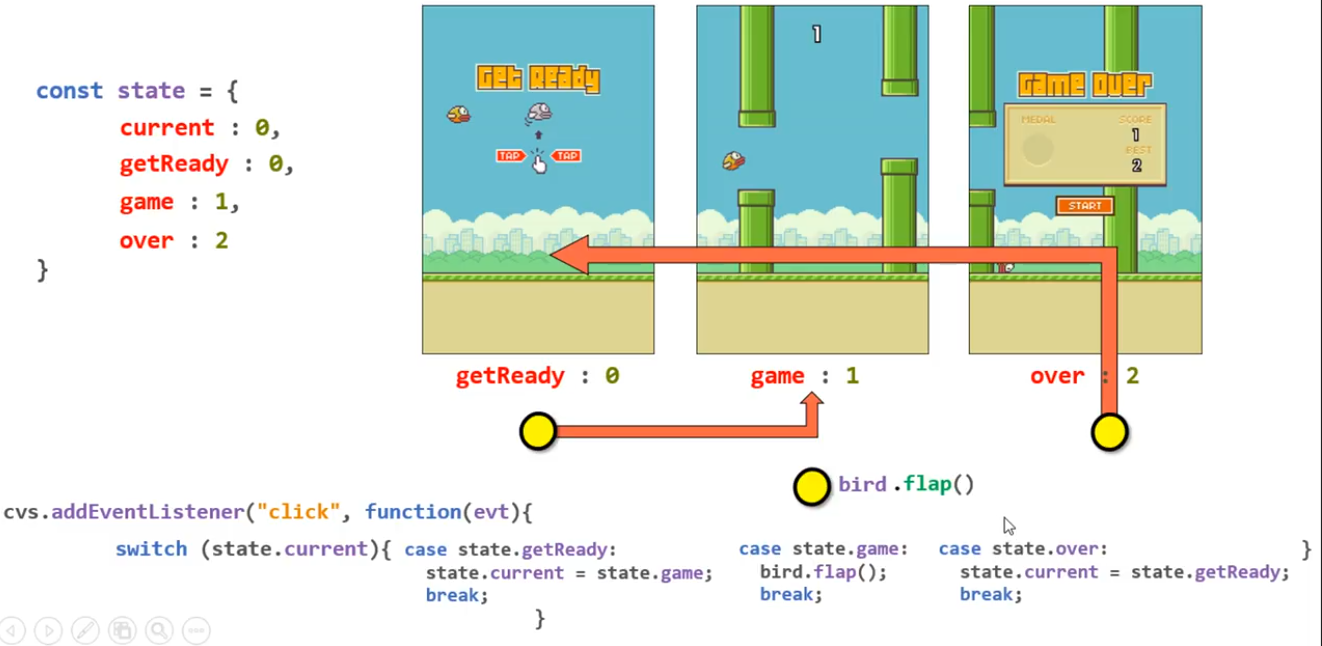 const state = {
current : 0,
getReady : 0,
game : 1,
over : 2
}
Get Ready
TAP TAP
1
Game Over
MEDAL SCORE
1
BEST
2
START
getReady : 0
game : 1
over : 2
bird.flap()
cvs.addEventListener("click", function(evt){
switch (state.current){
case state.getReady:
state.current = state.game;
break;
case state.game:
bird.flap();
break;
case state.over:
state.current = state.getReady;
break;
}
}